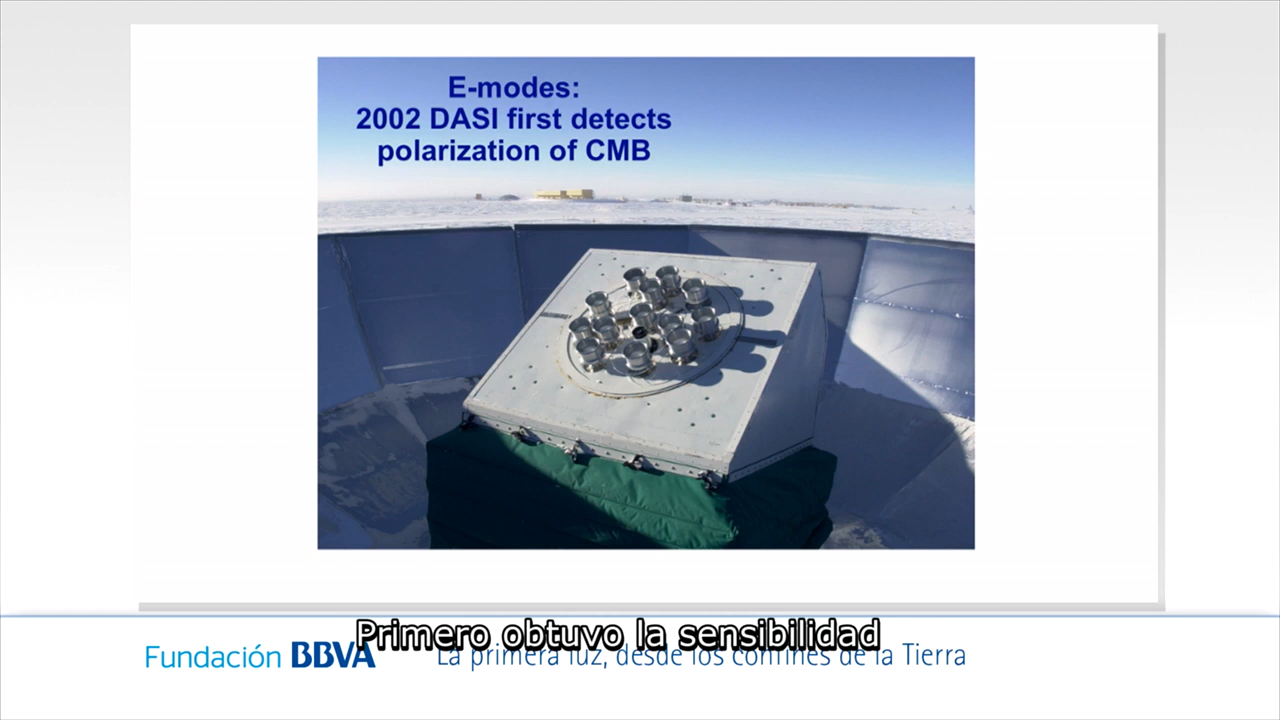 E-modes:
2002 DASI first detects
polarization of CMB
Primero obtuvo la sensibilidad
Fundación BBVA
La primera luz, desde los confines de la Tierra